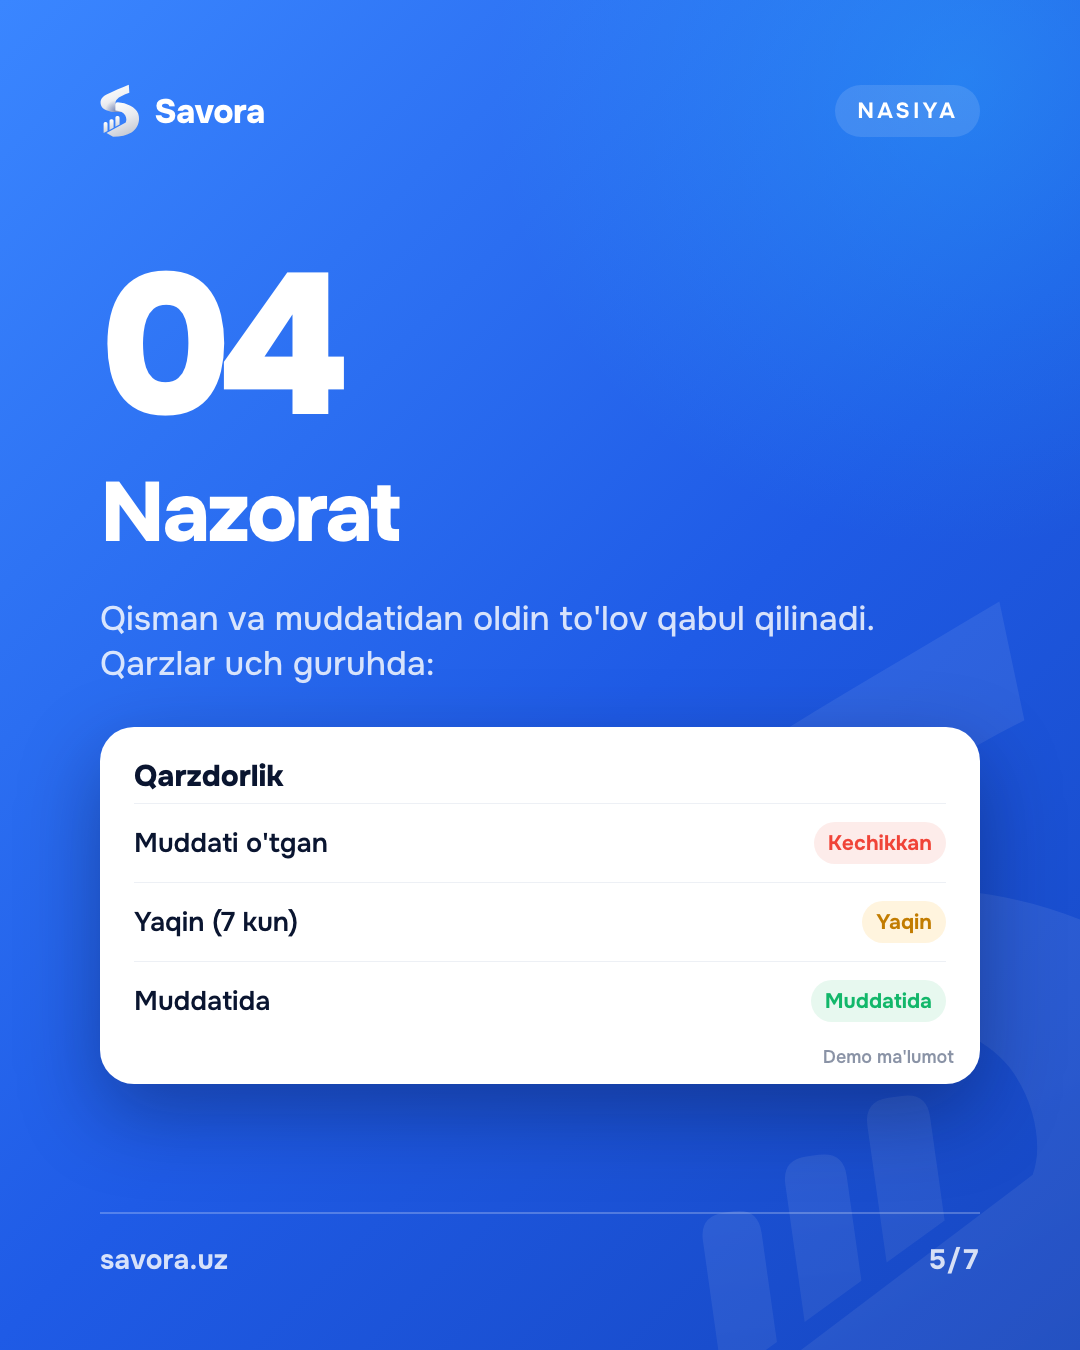 Savora
NASIYA
04
Nazorat
Qisman va muddatidan oldin to'lov qabul qilinadi.
Qarzlar uch guruhda:
Qarzdorlik
Muddati o'tgan
Kechikkan
Yaqin (7 kun)
Yaqin
Muddatida
Muddatida
Demo ma'lumot
savora.uz
5/7